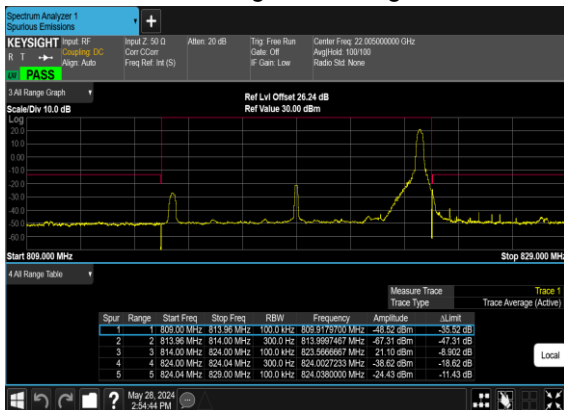 Spectrum Analyzer 1
Spurious Emissions
KEYSIGHT Input: RF Input Z: 50 Ω Atten: 20 dB Trig: Free Run Center Freq: 22.005000000 GHz
R T Coupling: DC Corr CCorr Gate: Off Avg|Hold: 100/100
Align: Auto Freq Ref: Int (S) IF Gain: Low Radio Std: None
PASS
3 All Range Graph
Ref Lvl Offset 26.24 dB
Scale/Div 10.0 dB Ref Value 30.00 dBm
Log
20.0
10.0
0.00
-10.0
-20.0
-30.0
-40.0
-50.0
-60.0
Start 809.000 MHz Stop 829.000 MHz
4 All Range Table
Measure Trace Trace 1
Trace Type Trace Average (Active)
Spur Range Start Freq Stop Freq RBW Frequency Amplitude ΔLimit
1 1 809.00 MHz 813.96 MHz 100.0 kHz 809.9179700 MHz -48.52 dBm -35.52 dB
2 2 813.96 MHz 814.00 MHz 300.0 Hz 813.9997467 MHz -67.31 dBm -47.31 dB
3 3 814.00 MHz 824.00 MHz 100.0 kHz 823.5666667 MHz 21.10 dBm -8.902 dB
4 4 824.00 MHz 824.04 MHz 300.0 Hz 824.0027233 MHz -38.62 dBm -18.62 dB
5 5 824.04 MHz 829.00 MHz 100.0 kHz 824.0380000 MHz -24.43 dBm -11.43 dB
Local
May 28, 2024
2:54:44 PM